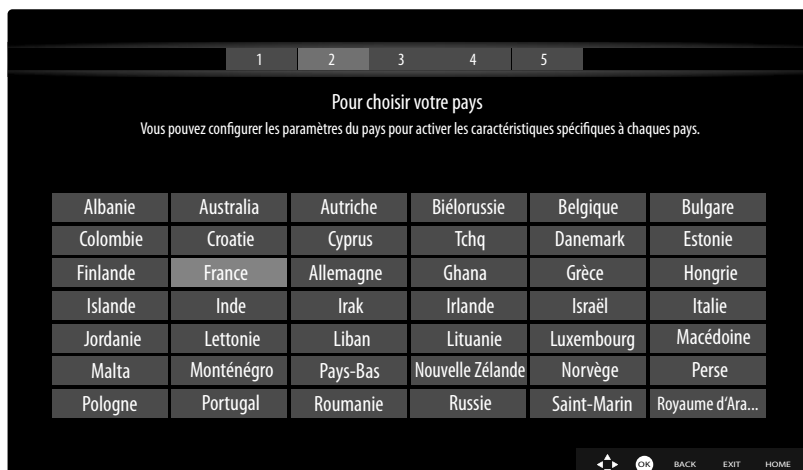 1 2 3 4 5
Pour choisir votre pays
Vous pouvez configurer les paramètres du pays pour activer les caractéristiques spécifiques à chaques pays.
Albanie Australia Autriche Biélorussie Belgique Bulgare
Colombie Croatie Cyprus Tchq Danemark Estonie
Finlande France Allemagne Ghana Grèce Hongrie
Islande Inde Irak Irlande Israël Italie
Jordanie Lettonie Liban Lituanie Luxembourg Macédoine
Malta Monténégro Pays-Bas Nouvelle Zélande Norvège Perse
Pologne Portugal Roumanie Russie Saint-Marin Royaume d'Ara...
OK BACK EXIT HOME